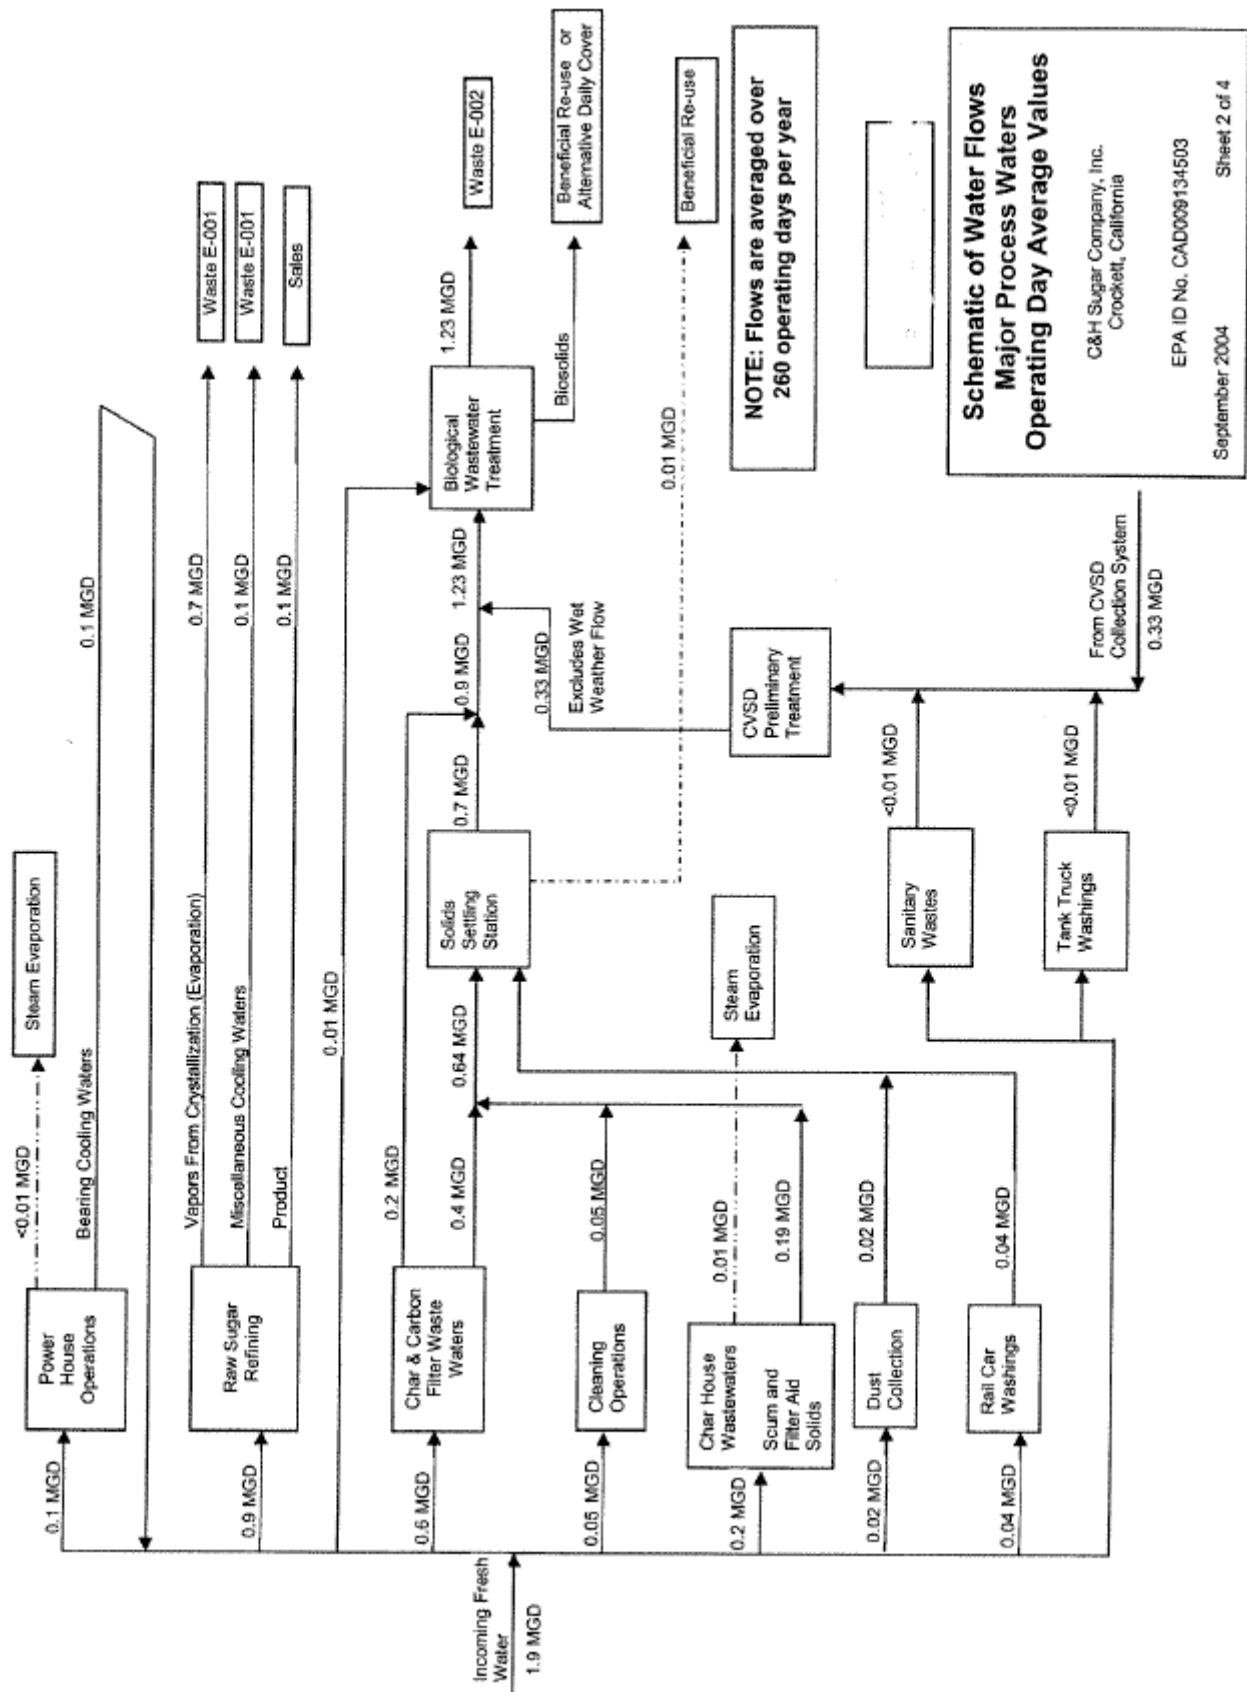 Incoming Fresh
Water
1.9 MGD
0.1 MGD
Power
House
Operations
<0.01 MGD
Steam Evaporation
Bearing Cooling Waters
0.1 MGD
0.9 MGD
Raw Sugar
Refining
Vapors From Crystallization (Evaporation)
0.7 MGD
Waste E-001
Miscellaneous Cooling Waters
0.1 MGD
Waste E-001
Product
0.1 MGD
Sales
0.01 MGD
0.6 MGD
Char & Carbon
Filter Waste
Waters
0.2 MGD
0.4 MGD
0.64 MGD
Solids
Settling
Station
0.7 MGD
0.9 MGD
1.23 MGD
Biological
Wastewater
Treatment
1.23 MGD
Waste E-002
Biosolids
Beneficial Re-use or
Alternative Daily Cover
0.05 MGD
Cleaning
Operations
0.05 MGD
0.33 MGD
Excludes Wet
Weather Flow
0.01 MGD
Beneficial Re-use
0.2 MGD
Char House
Wastewaters
Scum and
Filter Aid
Solids
0.01 MGD
Steam
Evaporation
0.19 MGD
CVSD
Preliminary
Treatment
0.02 MGD
Dust
Collection
0.02 MGD
0.04 MGD
Rail Car
Washings
0.04 MGD
Sanitary
Wastes
<0.01 MGD
Tank Truck
Washings
<0.01 MGD
From CVSD
Collection System
0.33 MGD
NOTE: Flows are averaged over
260 operating days per year
Schematic of Water Flows
Major Process Waters
Operating Day Average Values
C&H Sugar Company, Inc.
Crockett, California
EPA ID No. CAD009134503
September 2004
Sheet 2 of 4